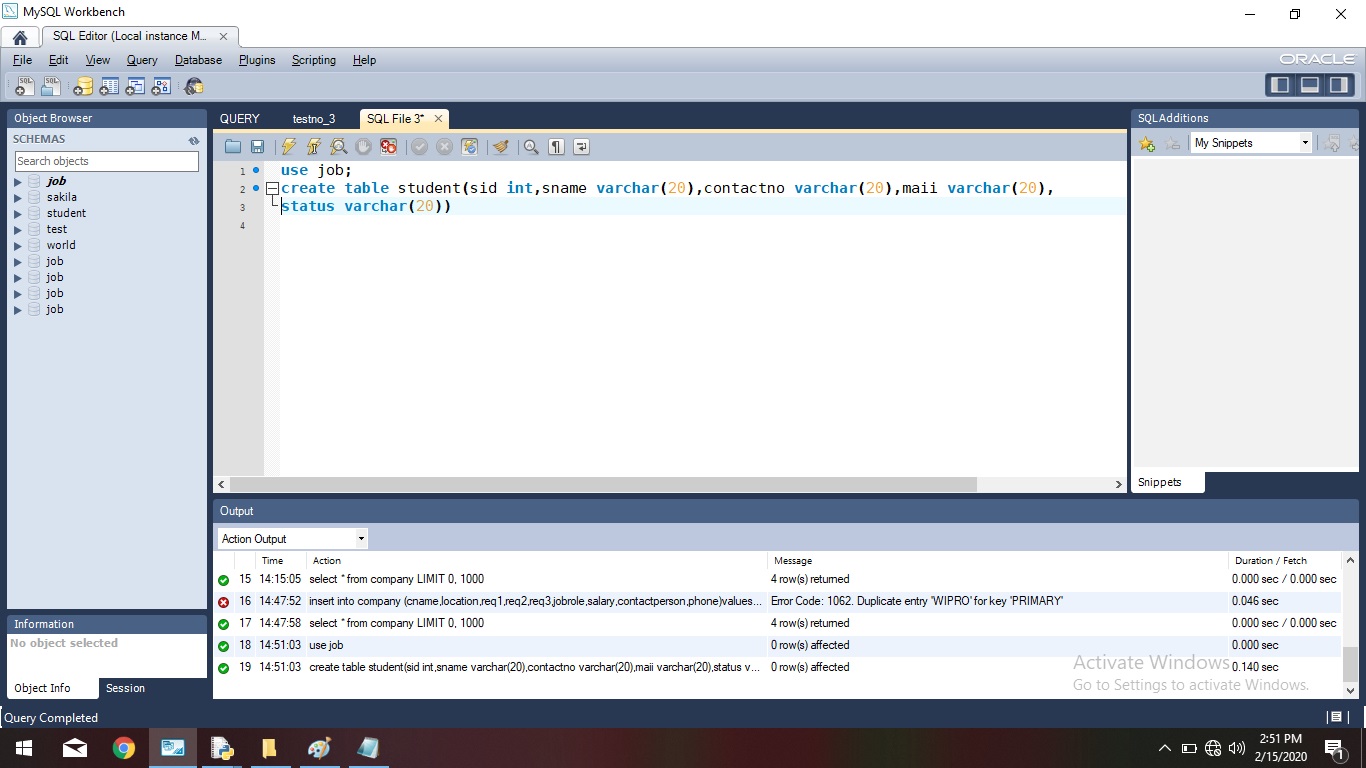 MySQL Workbench
SQL Editor (Local instance M...
File Edit View Query Database Plugins Scripting Help
ORACLE
Object Browser
SCHEMAS
Search objects
job
sakila
student
test
world
job
job
job
job
Information
No object selected
Object Info Session
QUERY testno_3 SQL File 3*
1 use job;
2 create table student(sid int,sname varchar(20),contactno varchar(20),maii varchar(20),
3 status varchar(20))
4
SQLAdditions
My Snippets
Snippets
Output
Action Output
Time Action Message Duration / Fetch
15 14:15:05 select * from company LIMIT 0, 1000 4 row(s) returned 0.000 sec / 0.000 sec
16 14:47:52 insert into company (cname,location,req1,req2,req3,jobrole,salary,contactperson,phone)values... Error Code: 1062. Duplicate entry 'WIPRO' for key 'PRIMARY' 0.046 sec
17 14:47:58 select * from company LIMIT 0, 1000 4 row(s) returned 0.000 sec / 0.000 sec
18 14:51:03 use job 0 row(s) affected 0.000 sec
19 14:51:03 create table student(sid int,sname varchar(20),contactno varchar(20),maii varchar(20),status v... 0 row(s) affected 0.140 sec
Activate Windows
Go to Settings to activate Windows.
Query Completed
2:51 PM
2/15/2020
1